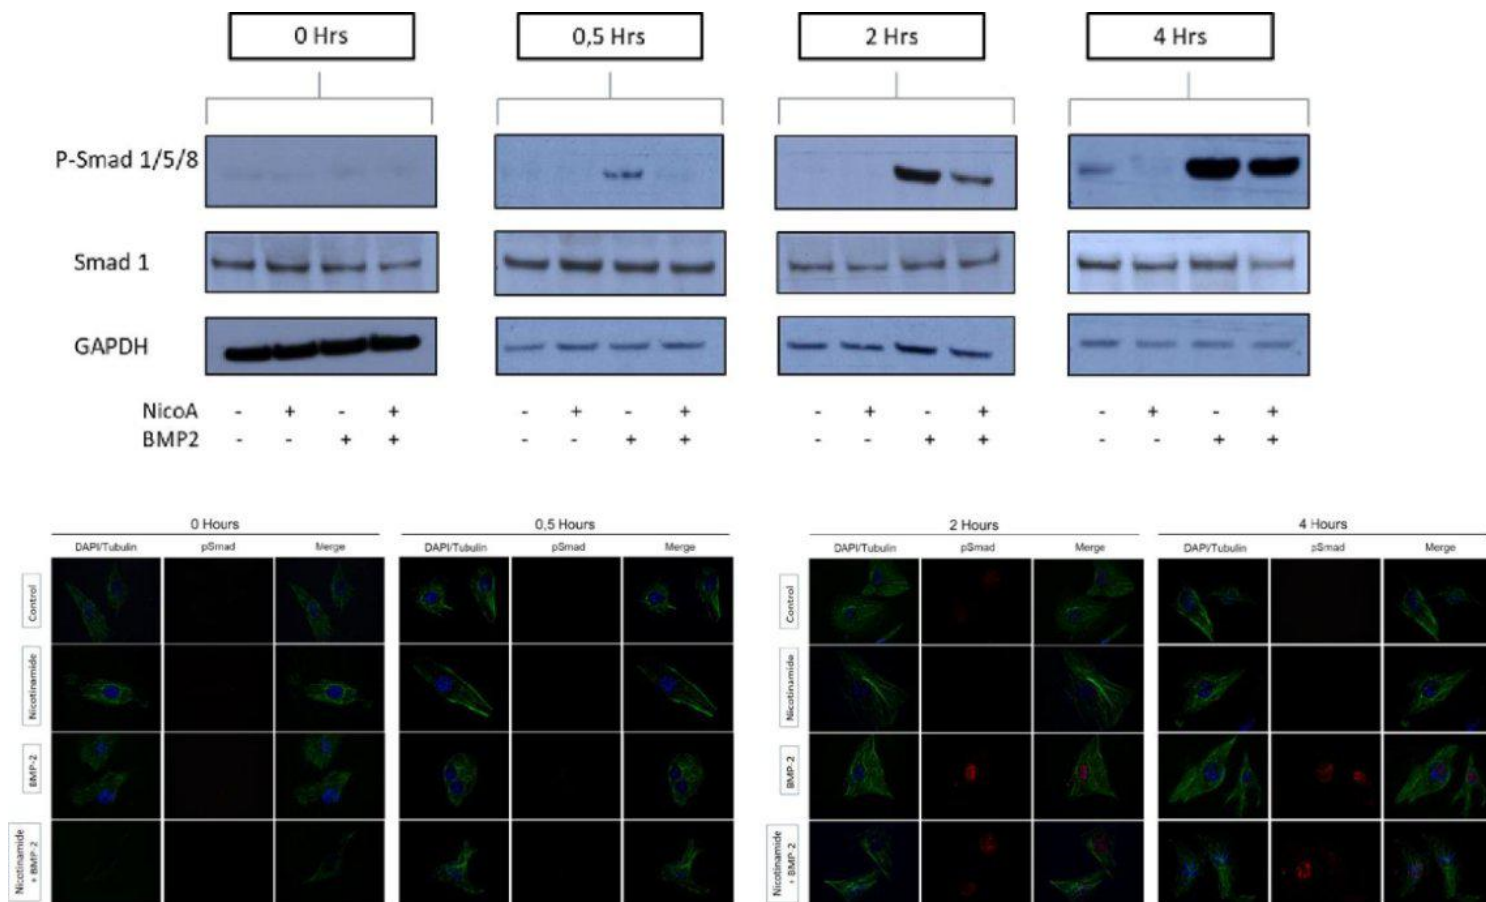 0 Hrs 0,5 Hrs 2 Hrs 4 Hrs
P-Smad 1/5/8
Smad 1
GAPDH
NicoA - + - + - + - + - + - + - + - +
BMP2 - - + + - - + + - - + + - - + +
0 Hours 0,5 Hours 2 Hours 4 Hours
DAPI/Tubulin pSmad Merge DAPI/Tubulin pSmad Merge DAPI/Tubulin pSmad Merge DAPI/Tubulin pSmad Merge
Control Control
Nicotinamide Nicotinamide
BMP-2 BMP-2
Nicotinamide Nicotinamide
+ BMP-2 + BMP-2